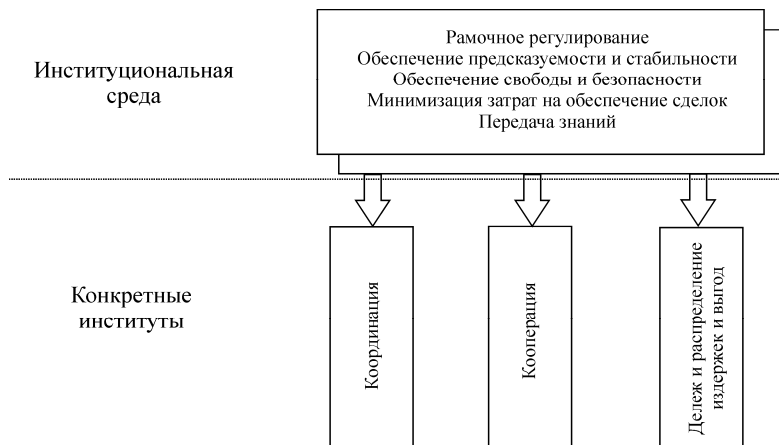 Институциональная
среда
Рамочное регулирование
Обеспечение предсказуемости и стабильности
Обеспечение свободы и безопасности
Минимизация затрат на обеспечение сделок
Передача знаний
Конкретные
институты
Координация
Кооперация
Дележ и распределение
издержек и выгод